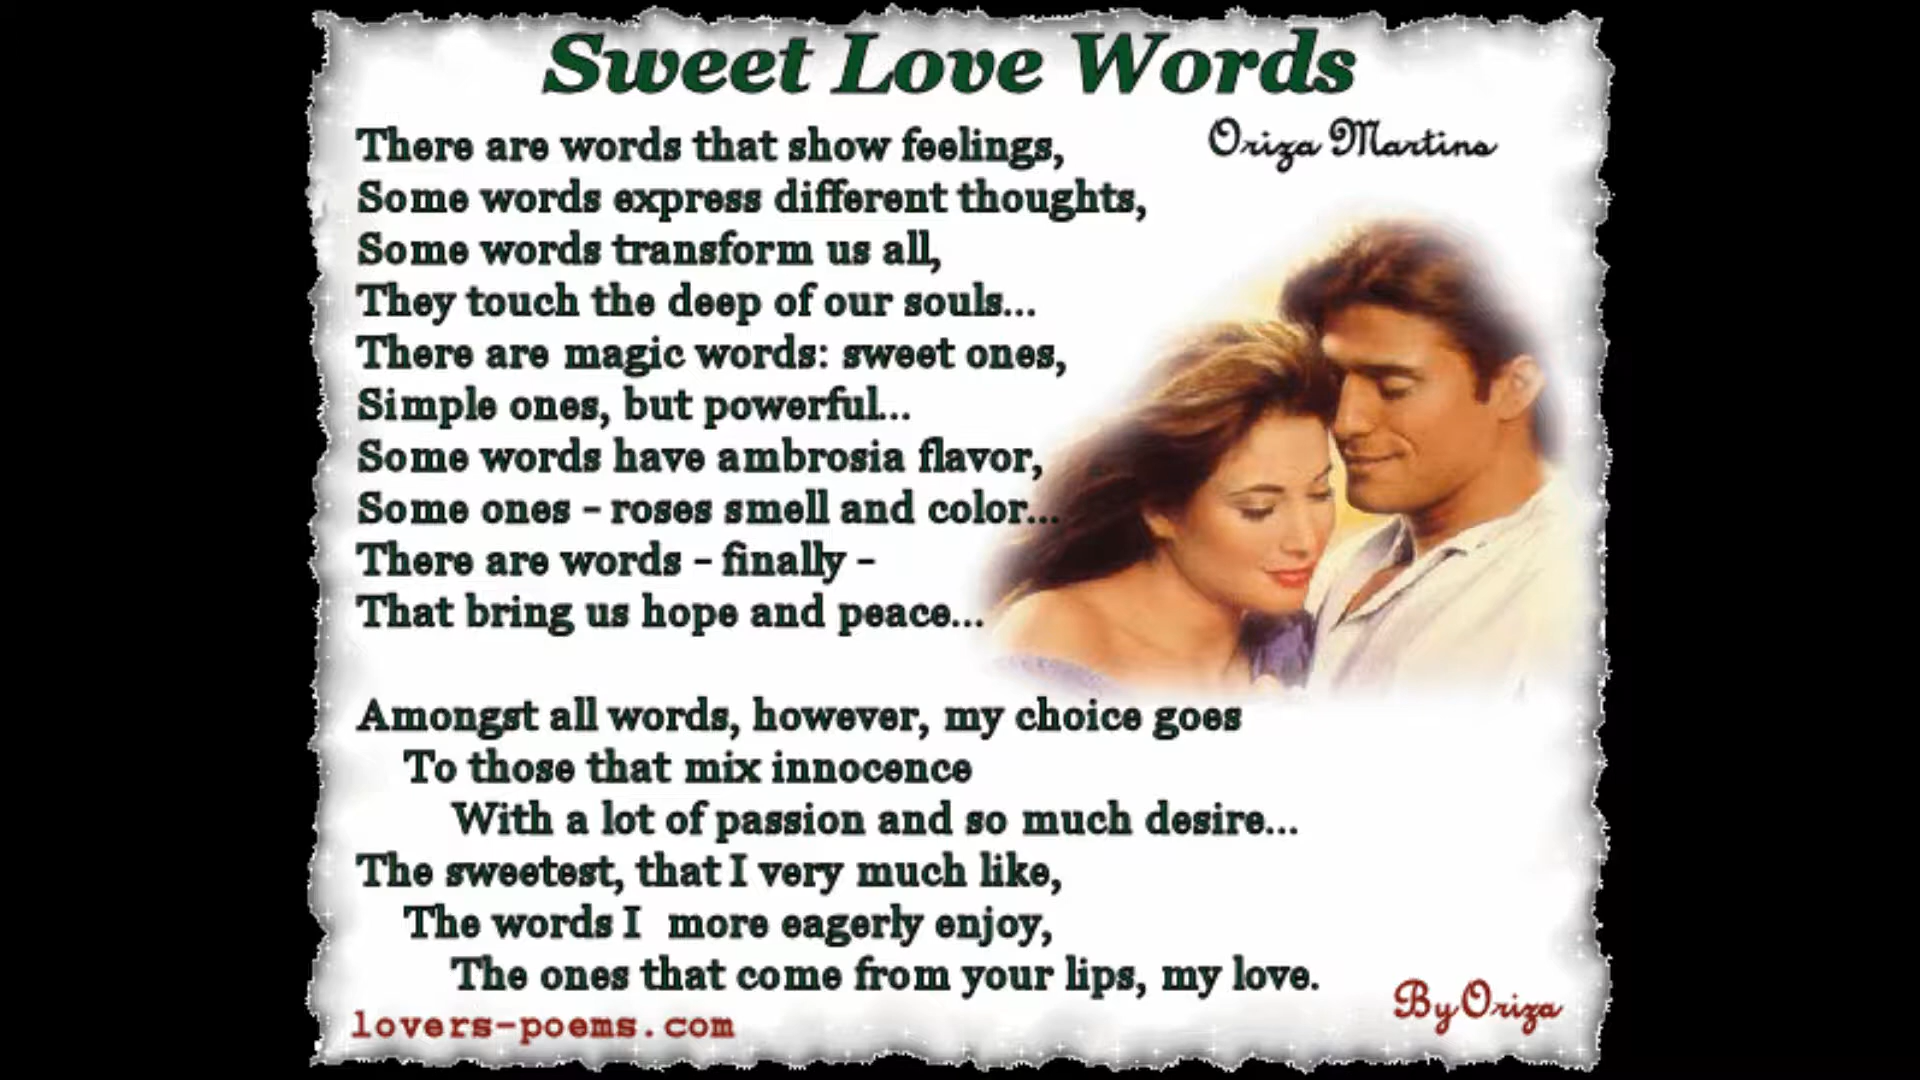 Sweet Love Words
Oriza Martins
There are words that show feelings,
Some words express different thoughts,
Some words transform us all,
They touch the deep of our souls...
There are magic words: sweet ones,
Simple ones, but powerful...
Some words have ambrosia flavor,
Some ones - roses smell and color...
There are words - finally -
That bring us hope and peace...
Amongst all words, however, my choice goes
To those that mix innocence
With a lot of passion and so much desire...
The sweetest, that I very much like,
The words I more eagerly enjoy,
The ones that come from your lips, my love.
By Oriza
lovers-poems.com